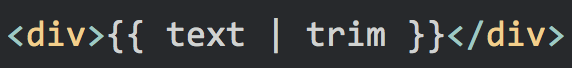 <div>{{ text | trim }}</div>